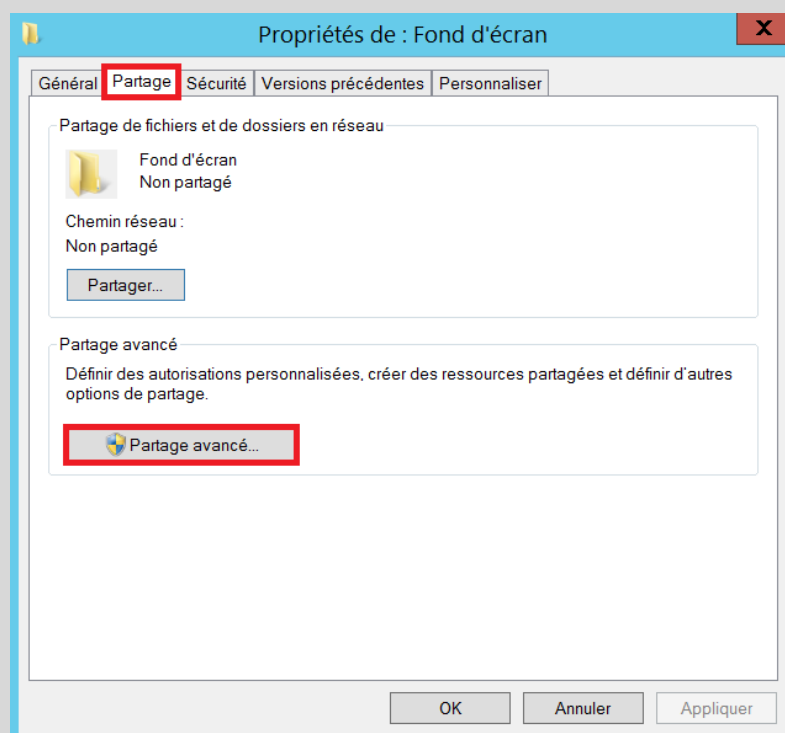 Propriétés de : Fond d'écran
X
Général Partage Sécurité Versions précédentes Personnaliser
Partage de fichiers et de dossiers en réseau
Fond d'écran
Non partagé
Chemin réseau :
Non partagé
Partager...
Partage avancé
Définir des autorisations personnalisées, créer des ressources partagées et définir d'autres
options de partage.
Partage avancé...
OK Annuler Appliquer